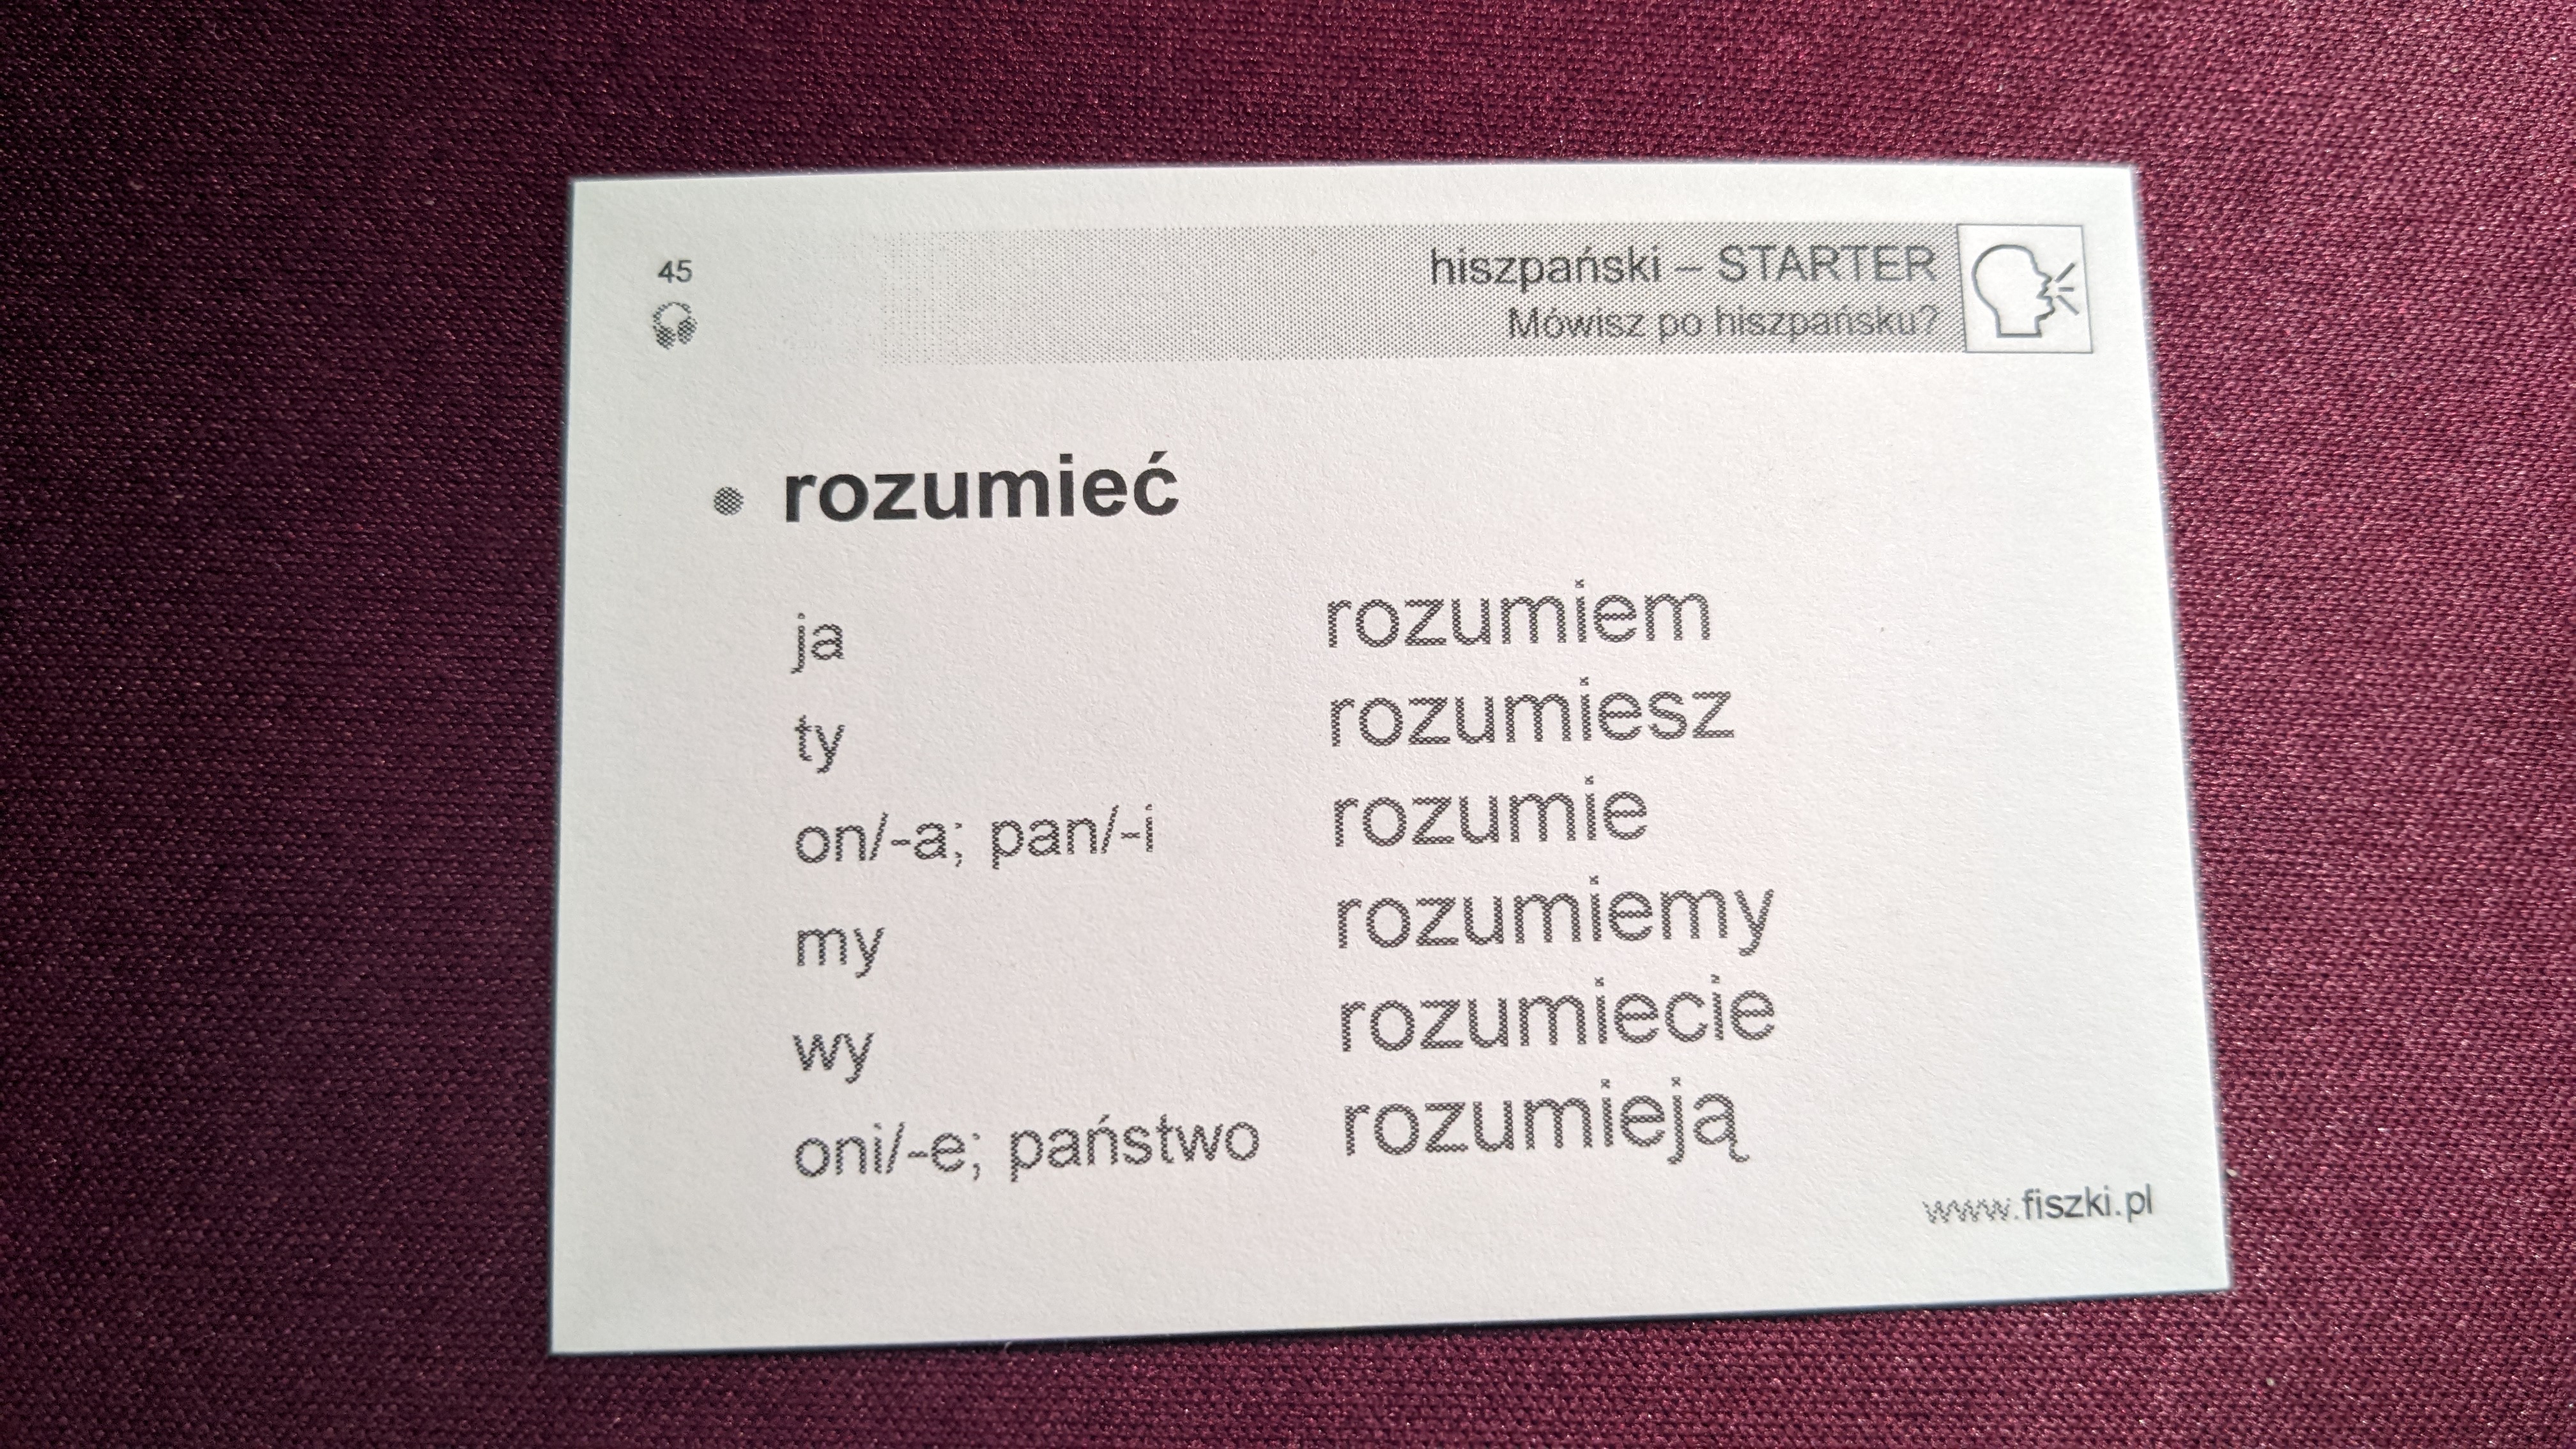 45
hiszpański – STARTER
Mówisz po hiszpańsku?
• rozumieć
ja rozumiem
ty rozumiesz
on/-a; pan/-i rozumie
my rozumiemy
wy rozumiecie
oni/-e; państwo rozumieją
www.fiszki.pl